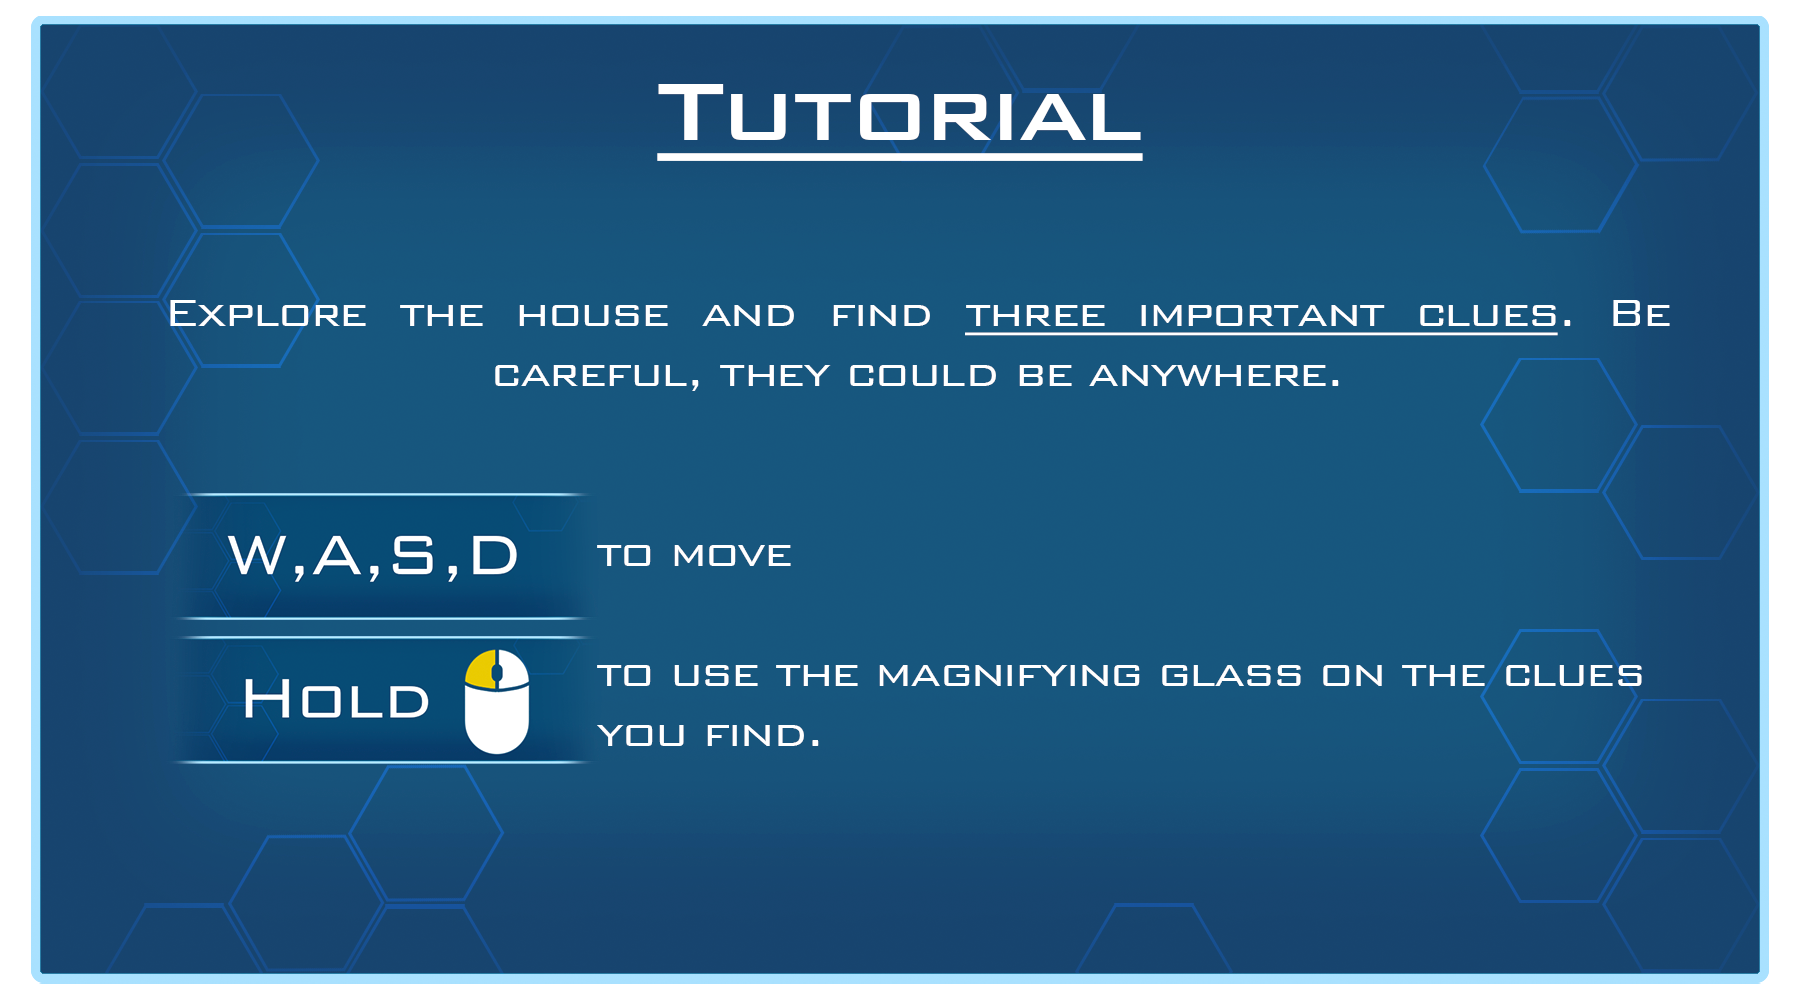 Tutorial
Explore the house and find three important clues. Be
careful, they could be anywhere.
W,A,S,D to move
Hold to use the magnifying glass on the clues
you find.